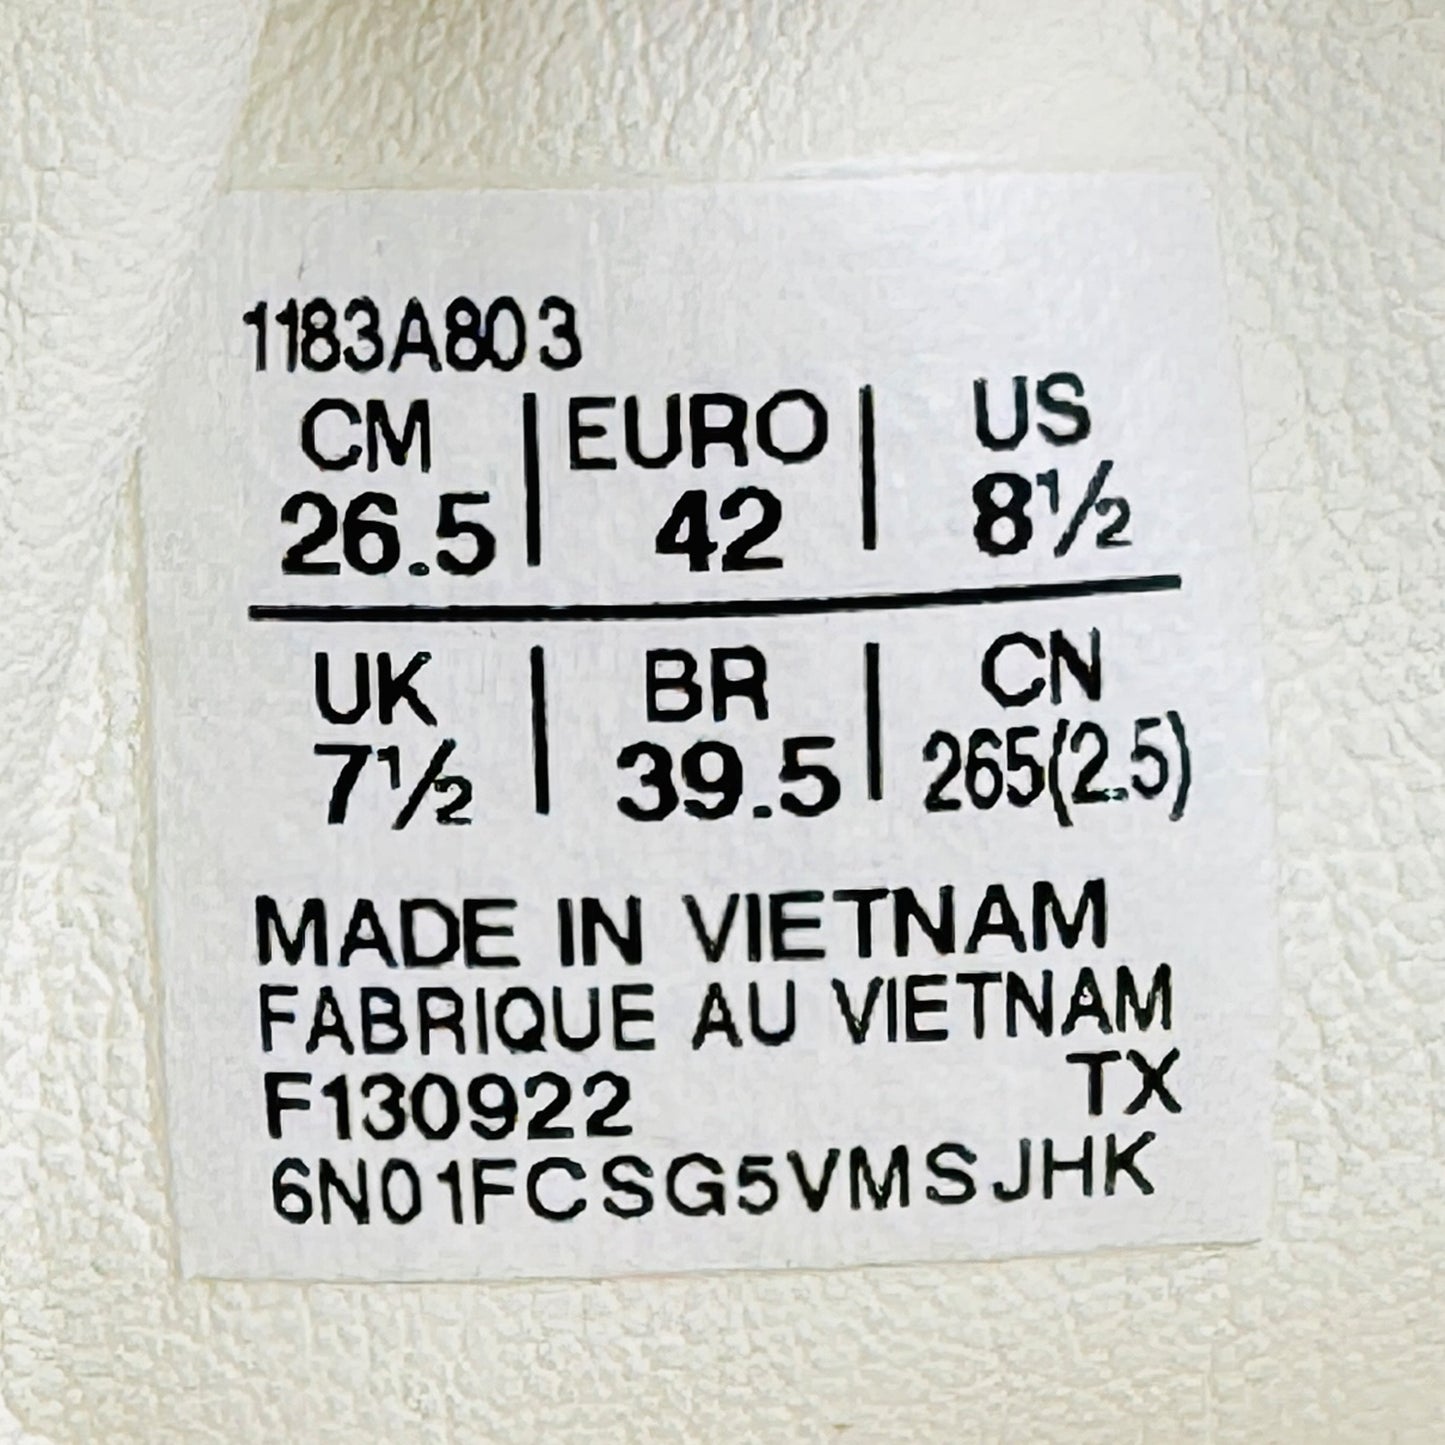 1183A803
CM | EURO | US
26.5 | 42 | 8½
UK | BR | CN
7½ | 39.5 | 265(2.5)
MADE IN VIETNAM
FABRIQUE AU VIETNAM
F130922 TX
6N01FCSG5VMSJHK